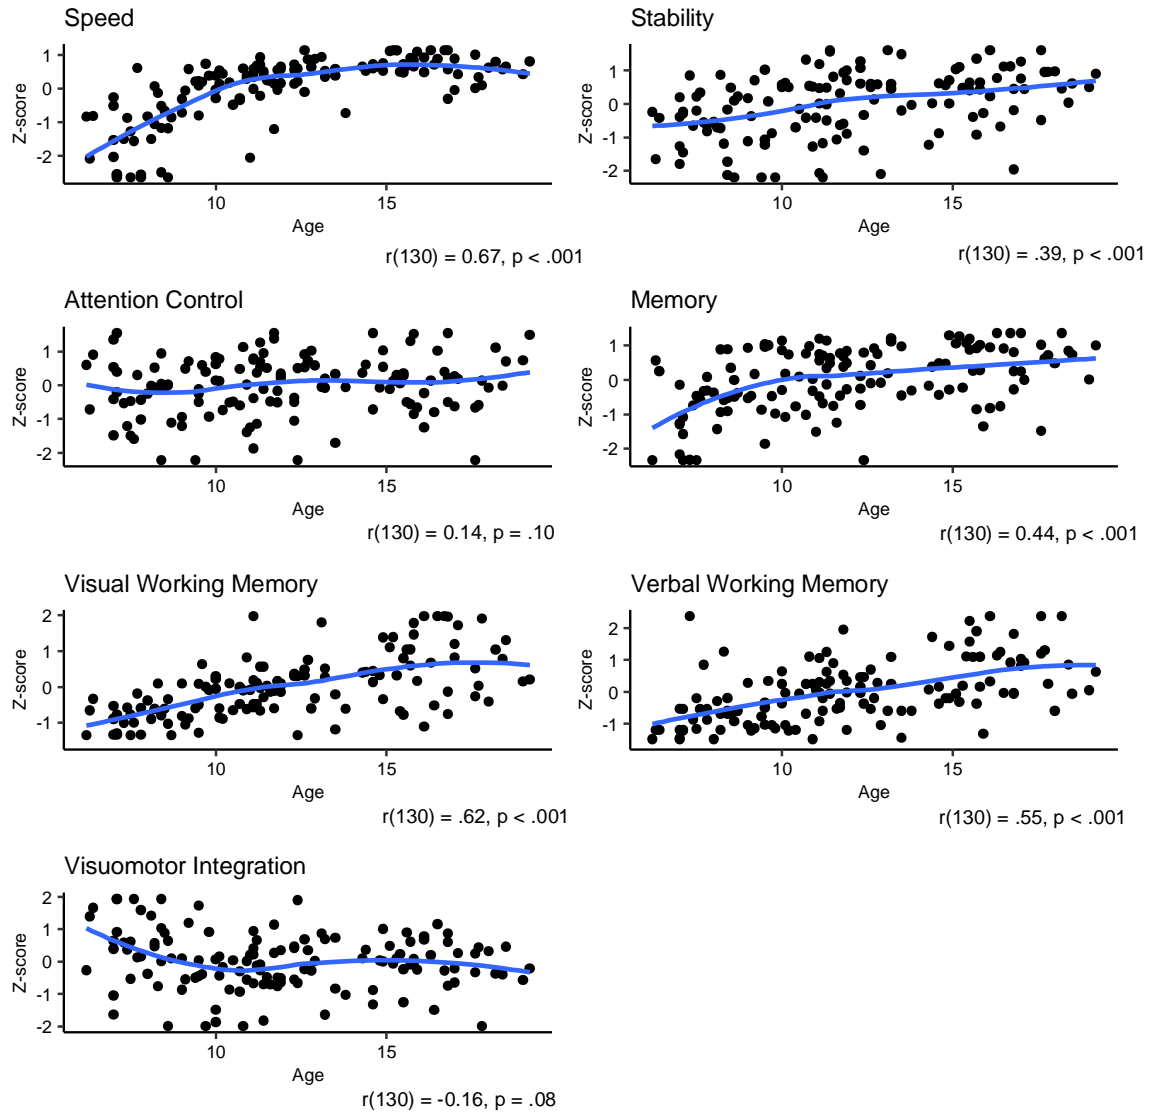 Speed
Z-score
1
0
-1
-2
10 15
Age
r(130) = 0.67, p < .001
Stability
Z-score
1
0
-1
-2
10 15
Age
r(130) = .39, p < .001
Attention Control
Z-score
1
0
-1
-2
10 15
Age
r(130) = 0.14, p = .10
Memory
Z-score
1
0
-1
-2
10 15
Age
r(130) = 0.44, p < .001
Visual Working Memory
Z-score
2
1
0
-1
10 15
Age
r(130) = .62, p < .001
Verbal Working Memory
Z-score
2
1
0
-1
10 15
Age
r(130) = .55, p < .001
Visuomotor Integration
Z-score
2
1
0
-1
-2
10 15
Age
r(130) = -0.16, p = .08